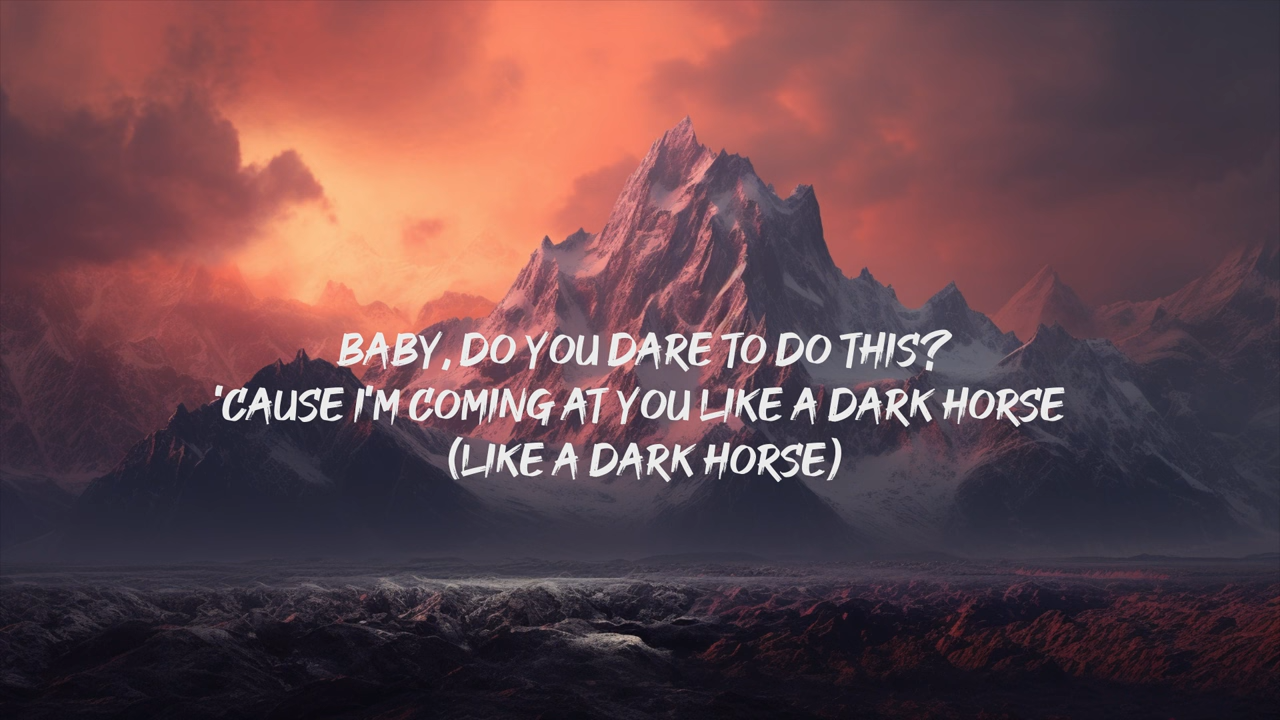 BABY, DO YOU DARE TO DO THIS?
'CAUSE I'M COMING AT YOU LIKE A DARK HORSE
(LIKE A DARK HORSE)